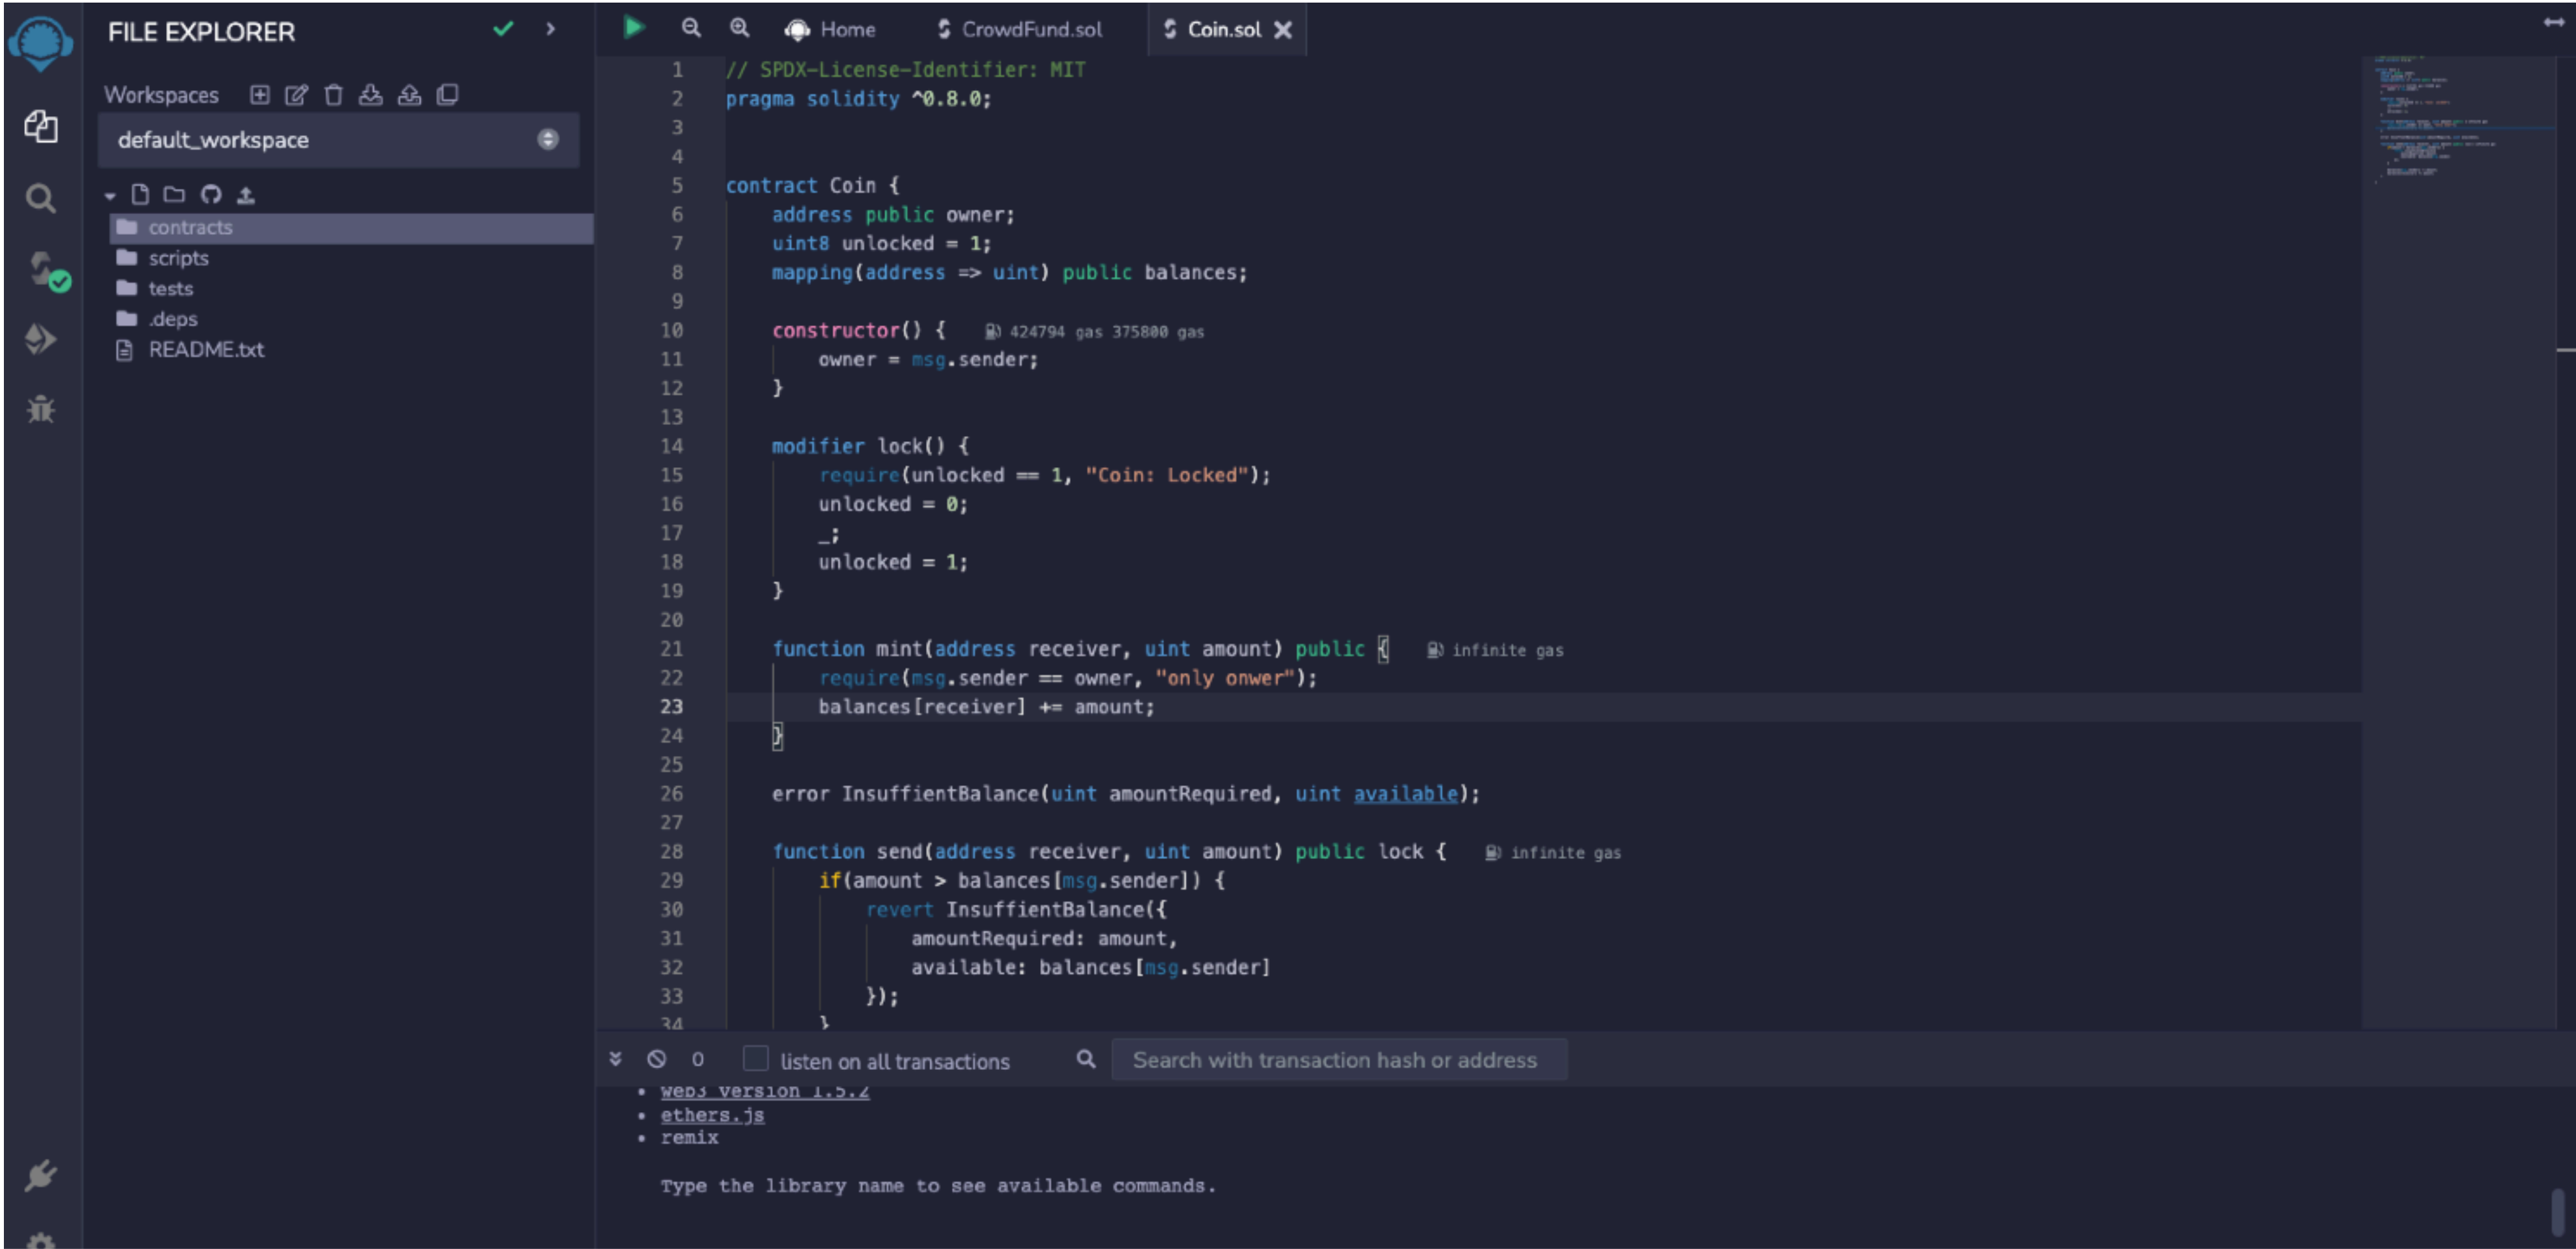 FILE EXPLORER
Workspaces
default_workspace
contracts
scripts
tests
.deps
README.txt
Home
CrowdFund.sol
Coin.sol
1 // SPDX-License-Identifier: MIT
2 pragma solidity ^0.8.0;
3
4
5 contract Coin {
6 address public owner;
7 uint8 unlocked = 1;
8 mapping(address => uint) public balances;
9
10 constructor() { 424794 gas 375800 gas
11 owner = msg.sender;
12 }
13
14 modifier lock() {
15 require(unlocked == 1, "Coin: Locked");
16 unlocked = 0;
17 _;
18 unlocked = 1;
19 }
20
21 function mint(address receiver, uint amount) public { infinite gas
22 require(msg.sender == owner, "only onwer");
23 balances[receiver] += amount;
24 }
25
26 error InsuffientBalance(uint amountRequired, uint available);
27
28 function send(address receiver, uint amount) public lock { infinite gas
29 if(amount > balances[msg.sender]) {
30 revert InsuffientBalance({
31 amountRequired: amount,
32 available: balances[msg.sender]
33 });
34 }
0 listen on all transactions Search with transaction hash or address
• web3 version 1.5.2
• ethers.js
• remix
Type the library name to see available commands.